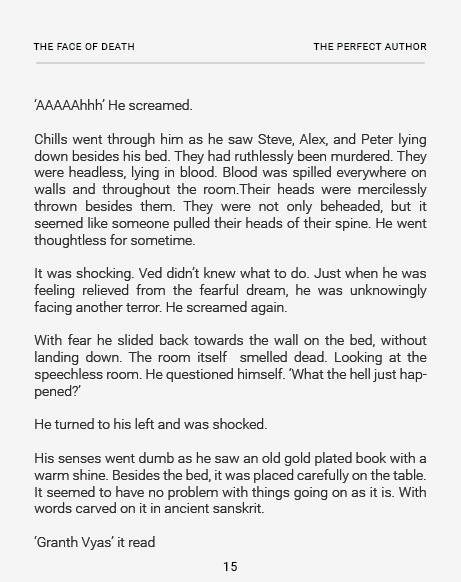 THE FACE OF DEATH THE PERFECT AUTHOR
‘AAAAAhhh’ He screamed.
Chills went through him as he saw Steve, Alex, and Peter lying
down besides his bed. They had ruthlessly been murdered. They
were headless, lying in blood. Blood was spilled everywhere on
walls and throughout the room.Their heads were mercilessly
thrown besides them. They were not only beheaded, but it
seemed like someone pulled their heads of their spine. He went
thoughtless for sometime.
It was shocking. Ved didn’t knew what to do. Just when he was
feeling relieved from the fearful dream, he was unknowingly
facing another terror. He screamed again.
With fear he slided back towards the wall on the bed, without
landing down. The room itself smelled dead. Looking at the
speechless room. He questioned himself. ‘What the hell just hap-
pened?’
He turned to his left and was shocked.
His senses went dumb as he saw an old gold plated book with a
warm shine. Besides the bed, it was placed carefully on the table.
It seemed to have no problem with things going on as it is. With
words carved on it in ancient sanskrit.
‘Granth Vyas’ it read
15